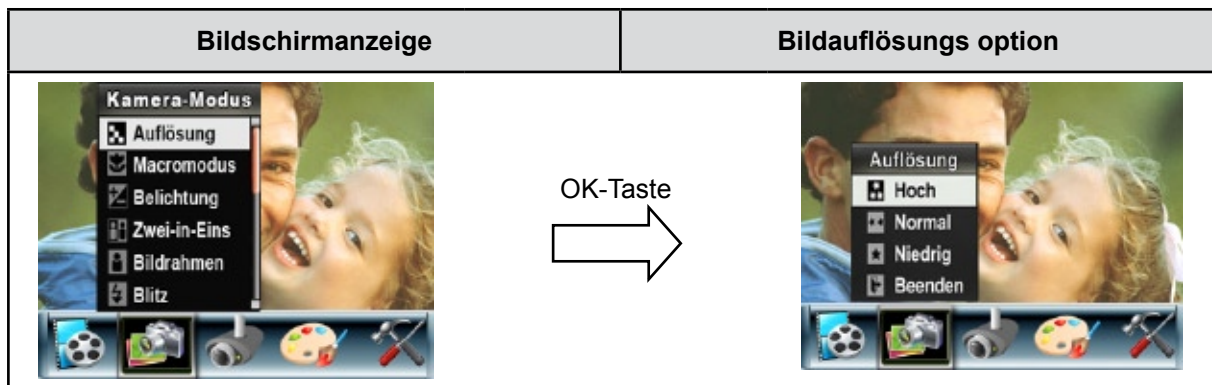 Bildschirmanzeige
Bildauflösungs option
Kamera-Modus
Auflösung
Macromodus
Belichtung
Zwei-in-Eins
Bildrahmen
Blitz
OK-Taste
Auflösung
Hoch
Normal
Niedrig
Beenden